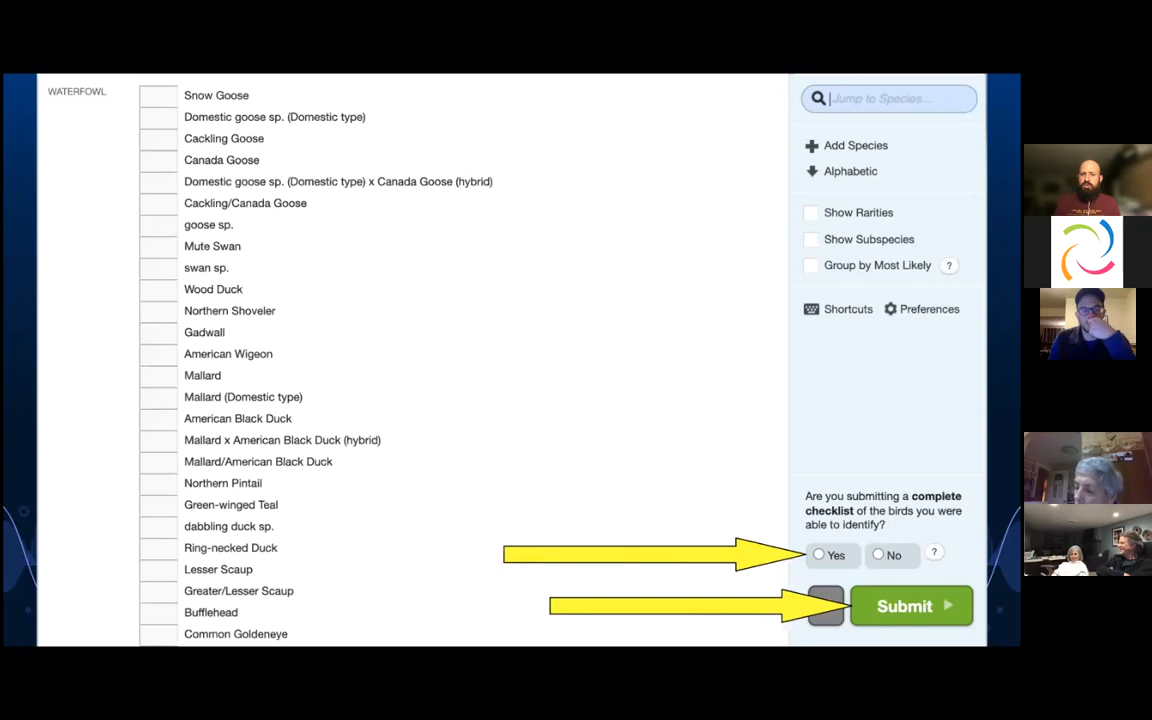 WATERFOWL
Snow Goose
Domestic goose sp. (Domestic type)
Cackling Goose
Canada Goose
Domestic goose sp. (Domestic type) x Canada Goose (hybrid)
Cackling/Canada Goose
goose sp.
Mute Swan
swan sp.
Wood Duck
Northern Shoveler
Gadwall
American Wigeon
Mallard
Mallard (Domestic type)
American Black Duck
Mallard x American Black Duck (hybrid)
Mallard/American Black Duck
Northern Pintail
Green-winged Teal
dabbling duck sp.
Ring-necked Duck
Lesser Scaup
Greater/Lesser Scaup
Bufflehead
Common Goldeneye
Jump to Species...
Add Species
Alphabetic
Show Rarities
Show Subspecies
Group by Most Likely ?
Shortcuts Preferences
Are you submitting a complete
checklist of the birds you were
able to identify?
Yes No ?
Submit